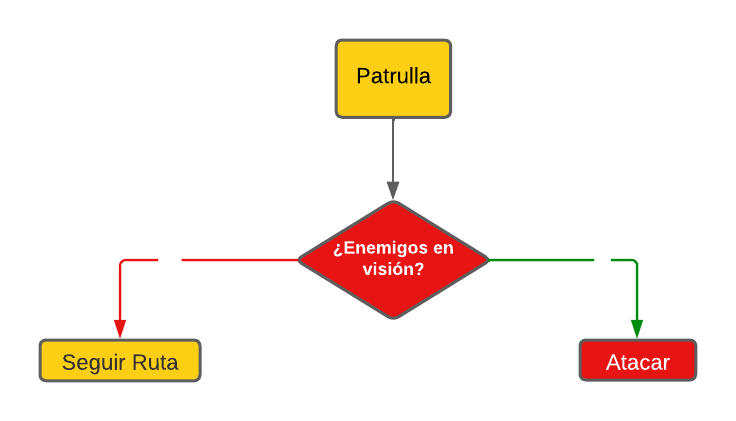 Patrulla
¿Enemigos en
visión?
Seguir Ruta
Atacar